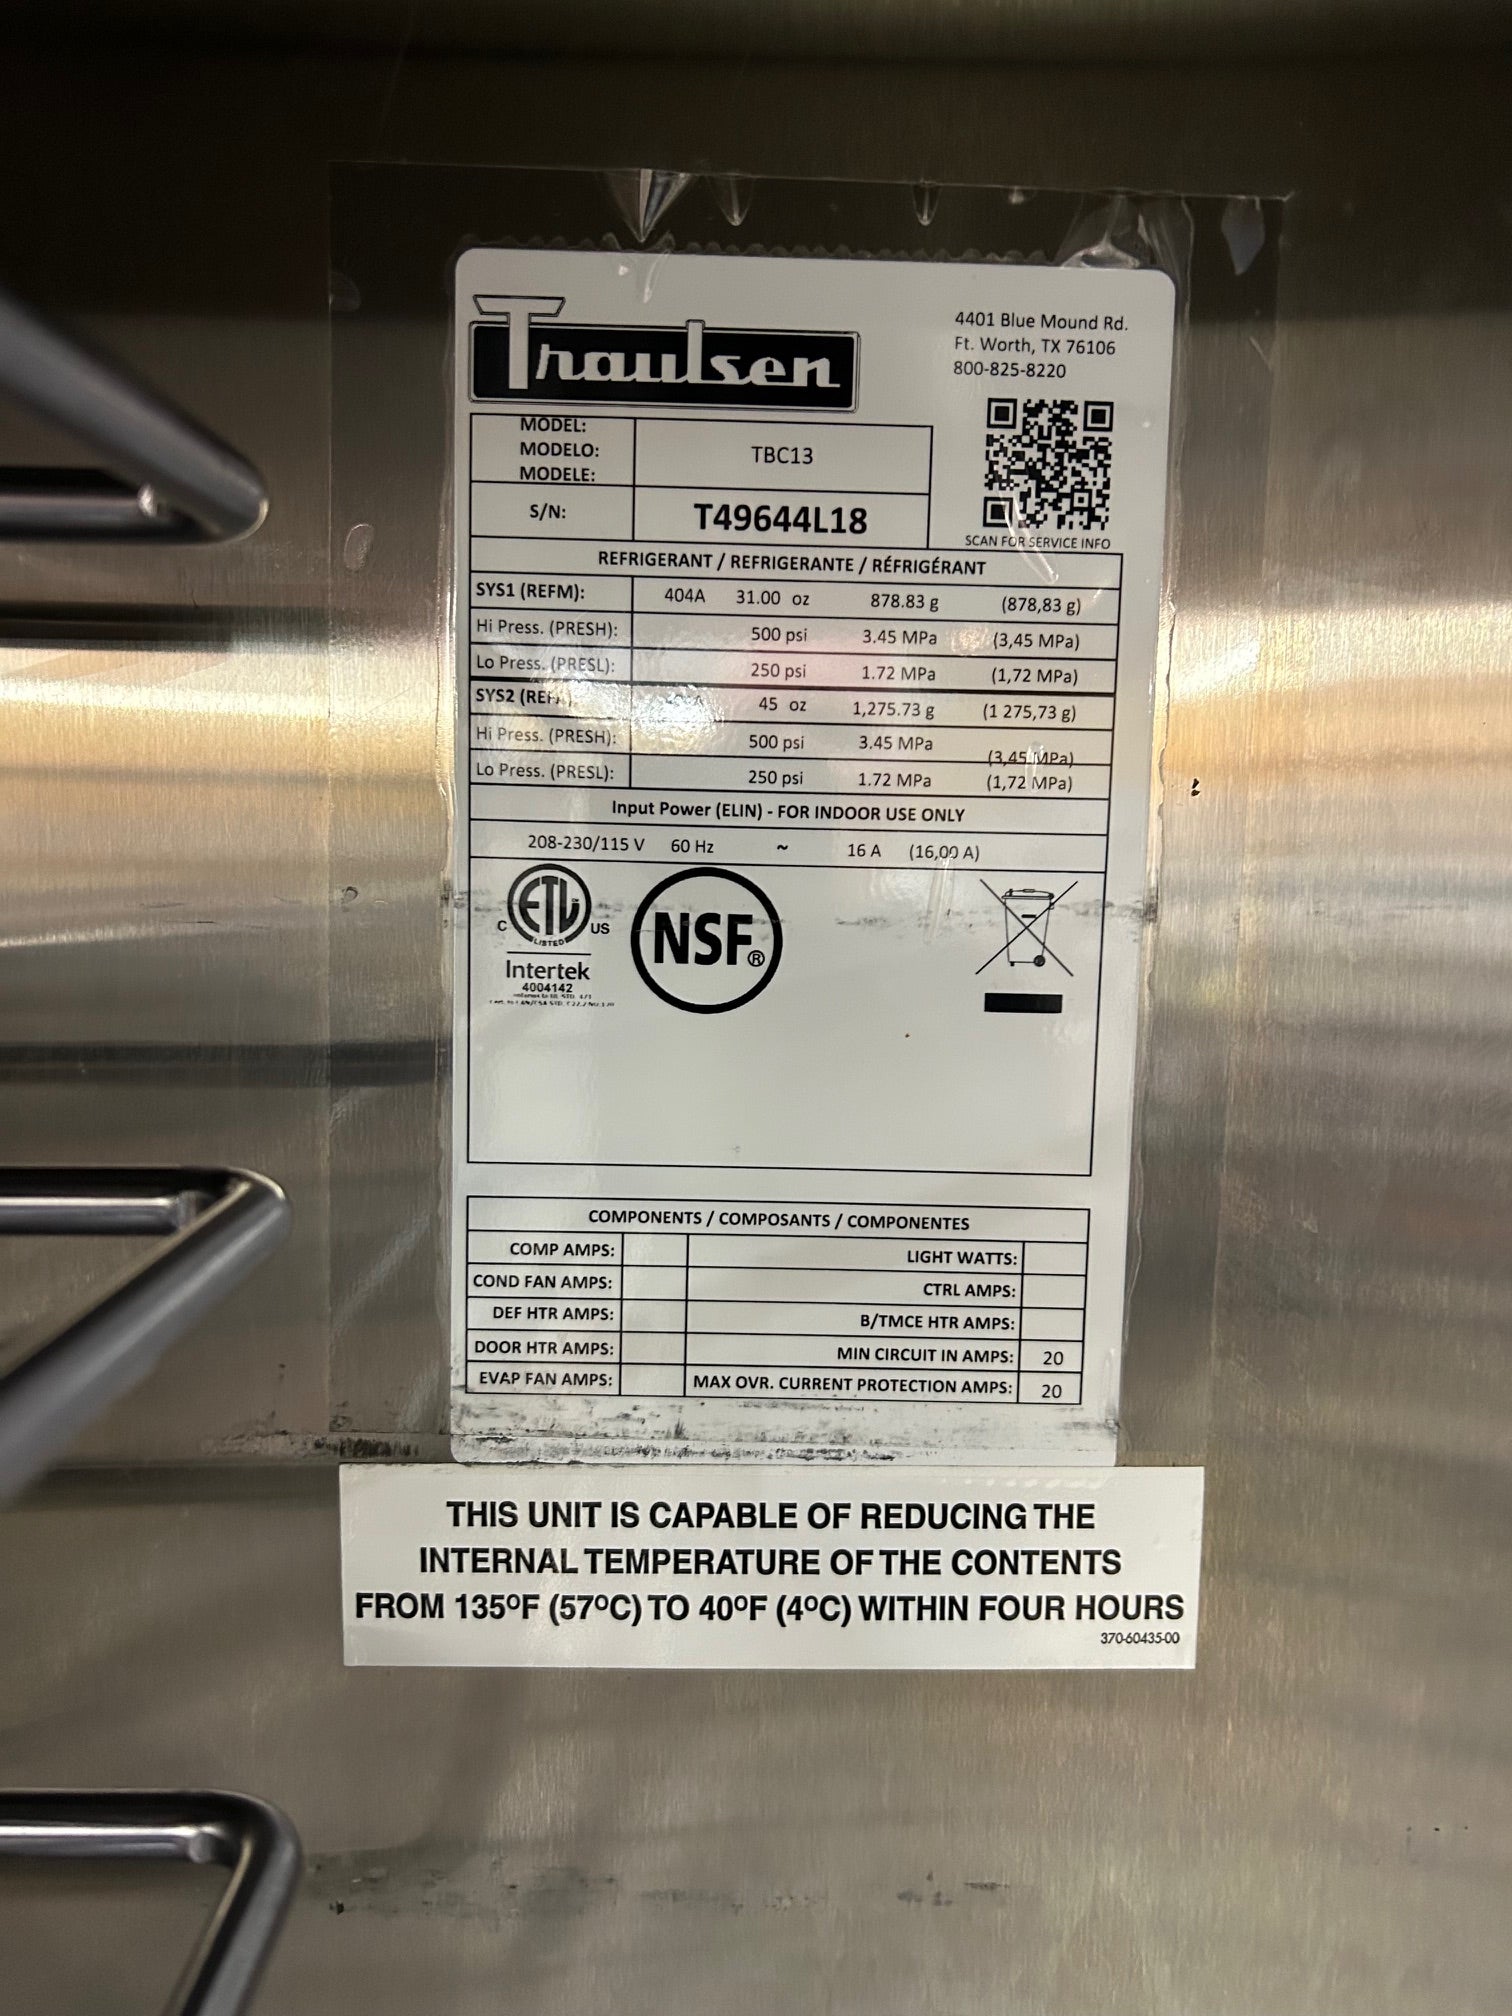 Traulsen
4401 Blue Mound Rd.
Ft. Worth, TX 76106
800-825-8220
MODEL:
MODELO:
MODELE:
TBC13
S/N:
T49644L18
SCAN FOR SERVICE INFO
REFRIGERANT / REFRIGERANTE / RÉFRIGÉRANT
SYS1 (REFM): 404A 31.00 oz 878.83 g (878,83 g)
Hi Press. (PRESH): 500 psi 3.45 MPa (3,45 MPa)
Lo Press. (PRESL): 250 psi 1.72 MPa (1,72 MPa)
SYS2 45 oz 1,275.73 g (1 275,73 g)
Hi Press. (PRESH): 500 psi 3.45 MPa (3,45 MPa)
Lo Press. (PRESL): 250 psi 1.72 MPa (1,72 MPa)
Input Power (ELIN) - FOR INDOOR USE ONLY
208-230/115 V 60 Hz ~ 16 A (16,00 A)
ETL
LISTED
C US
Intertek
4004142
NSF®
COMPONENTS / COMPOSANTS / COMPONENTES
COMP AMPS: LIGHT WATTS:
COND FAN AMPS: CTRL AMPS:
DEF HTR AMPS: B/TMCE HTR AMPS:
DOOR HTR AMPS: MIN CIRCUIT IN AMPS: 20
EVAP FAN AMPS: MAX OVR. CURRENT PROTECTION AMPS: 20
THIS UNIT IS CAPABLE OF REDUCING THE
INTERNAL TEMPERATURE OF THE CONTENTS
FROM 135ºF (57ºC) TO 40ºF (4ºC) WITHIN FOUR HOURS
370-60435-00